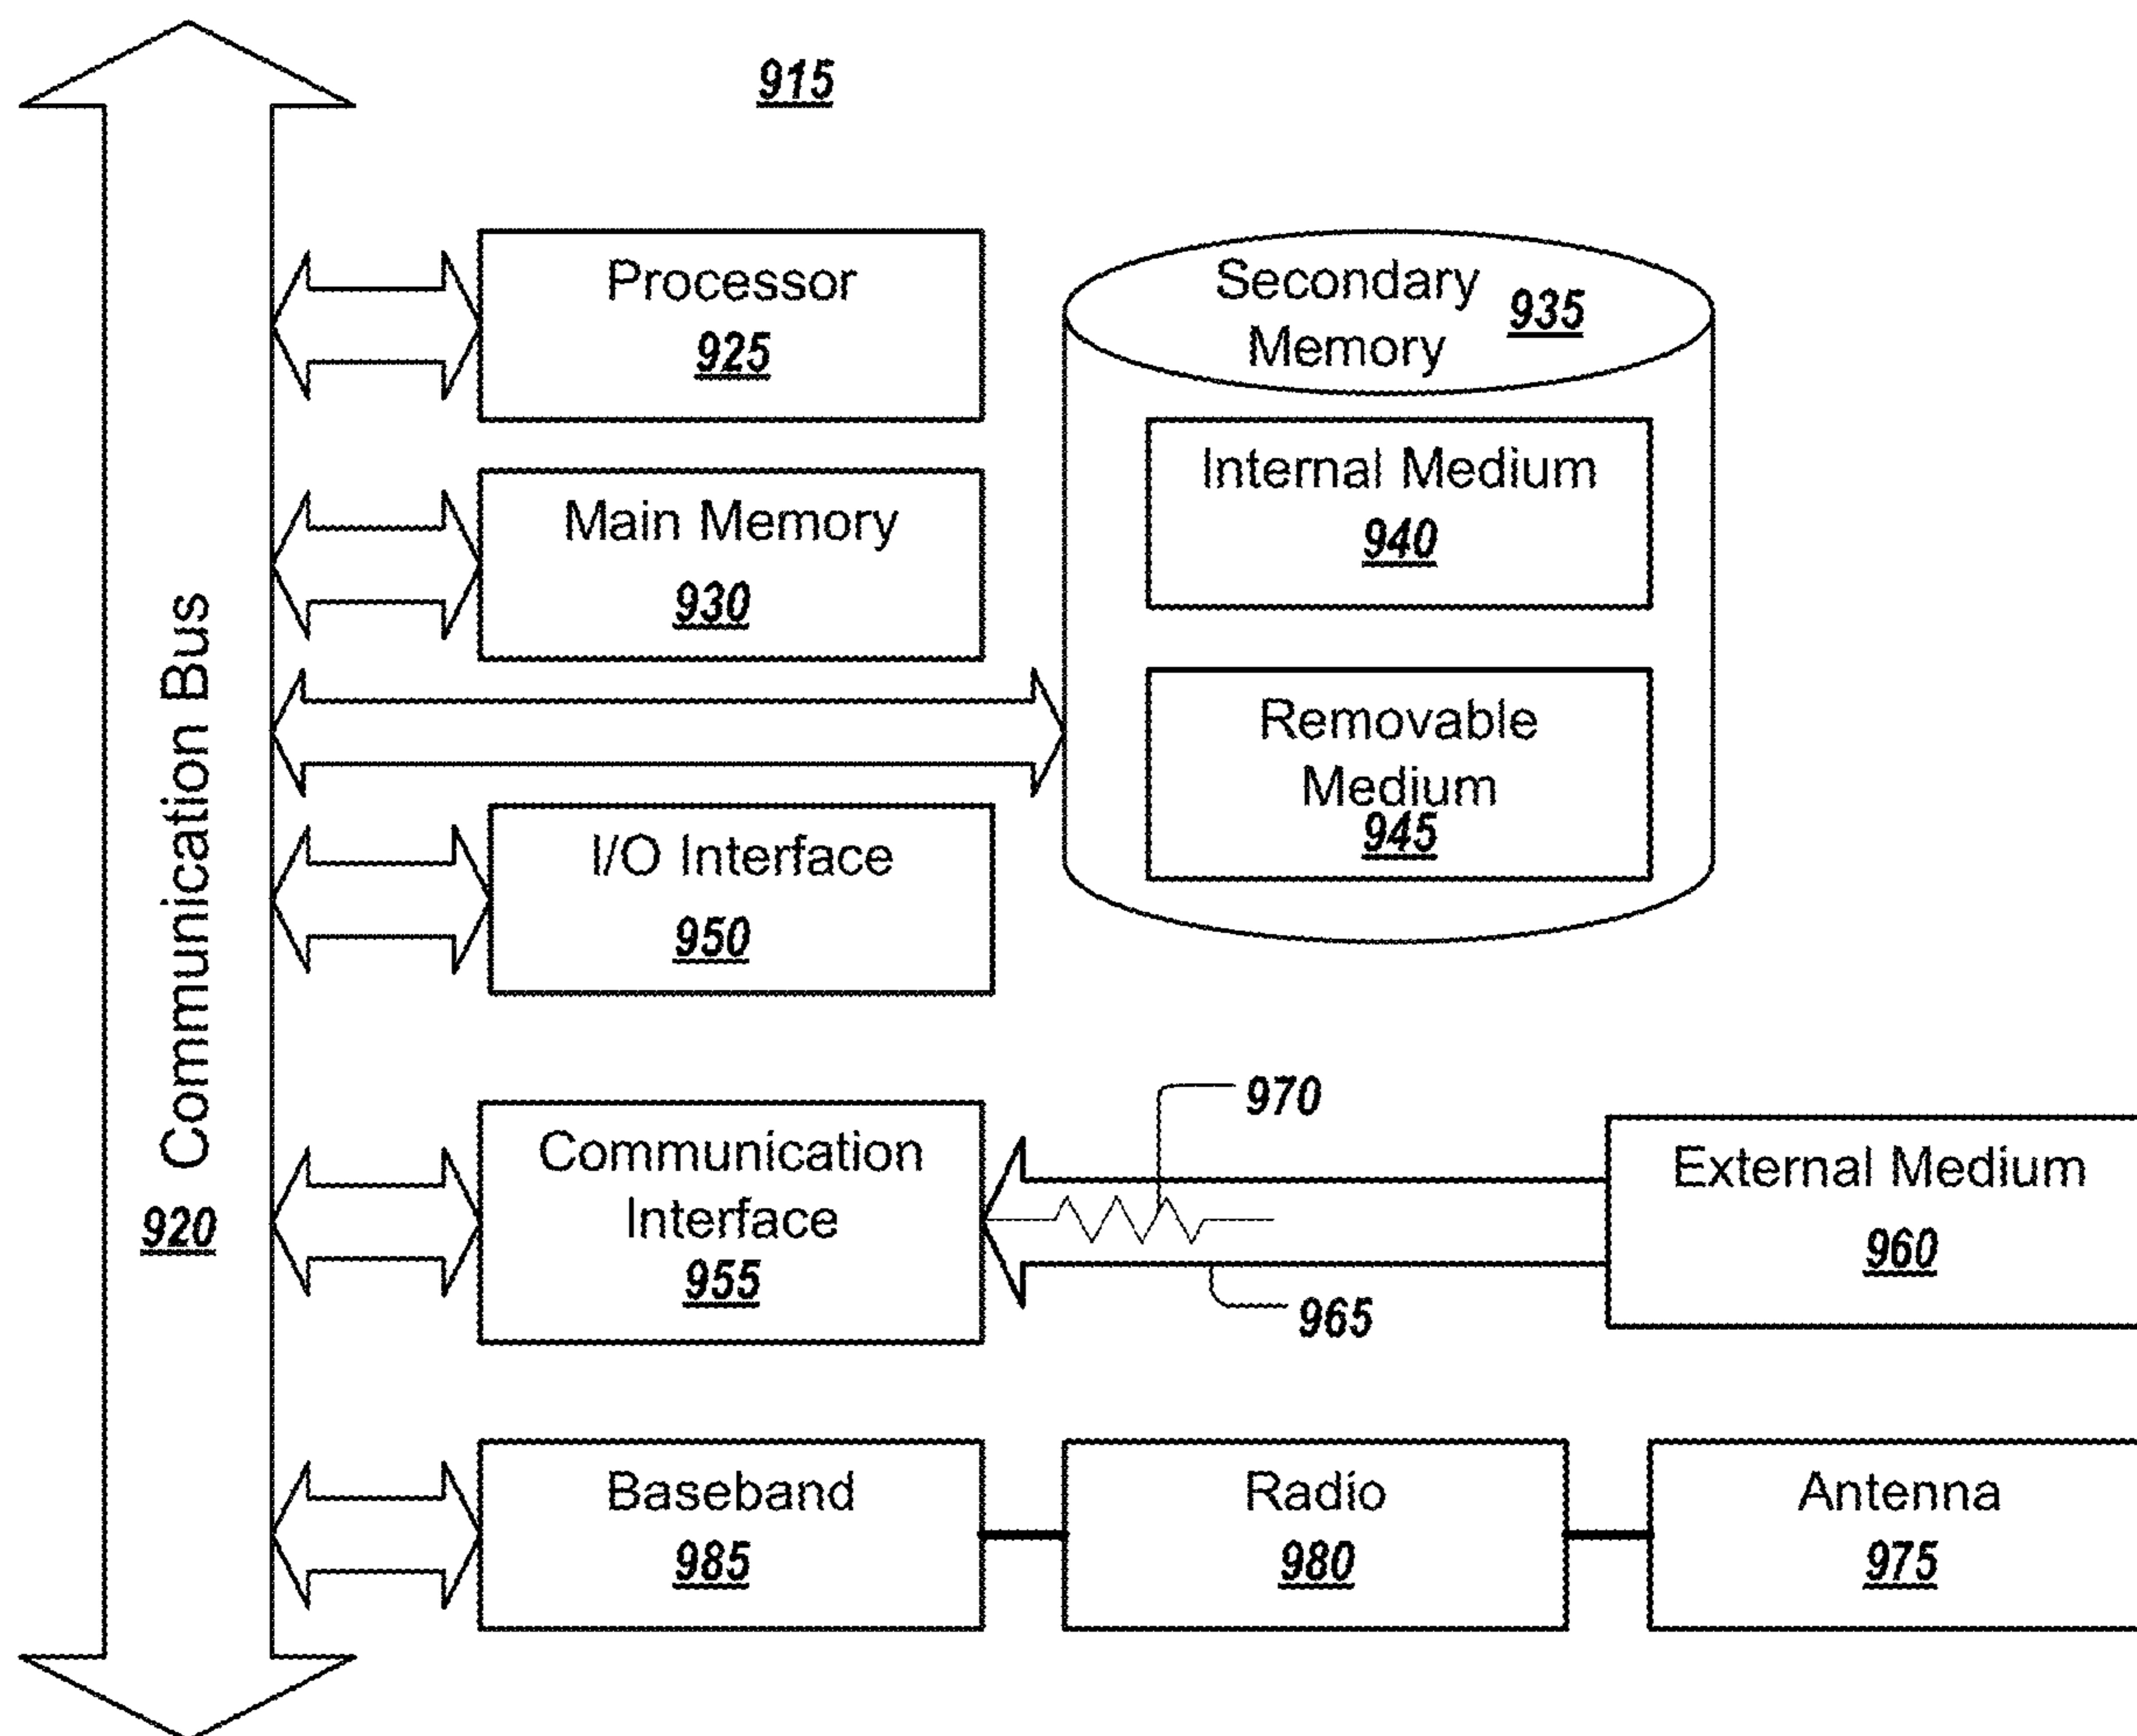 915
Communication Bus
920
Processor
925
Main Memory
930
Secondary
Memory
935
Internal Medium
940
Removable
Medium
945
I/O Interface
950
Communication
Interface
955
970
965
External Medium
960
Baseband
985
Radio
980
Antenna
975